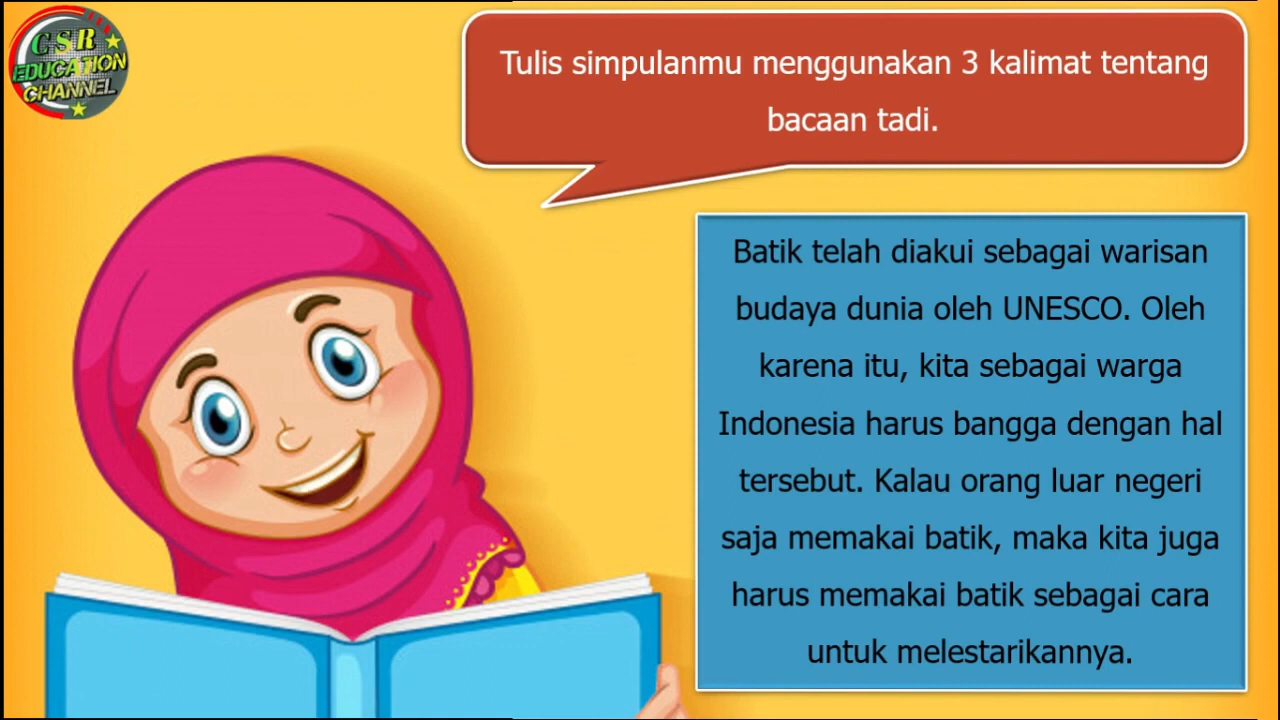 CSR
EDUCATION
CHANNEL
Tulis simpulanmu menggunakan 3 kalimat tentang
bacaan tadi.
Batik telah diakui sebagai warisan
budaya dunia oleh UNESCO. Oleh
karena itu, kita sebagai warga
Indonesia harus bangga dengan hal
tersebut. Kalau orang luar negeri
saja memakai batik, maka kita juga
harus memakai batik sebagai cara
untuk melestarikannya.